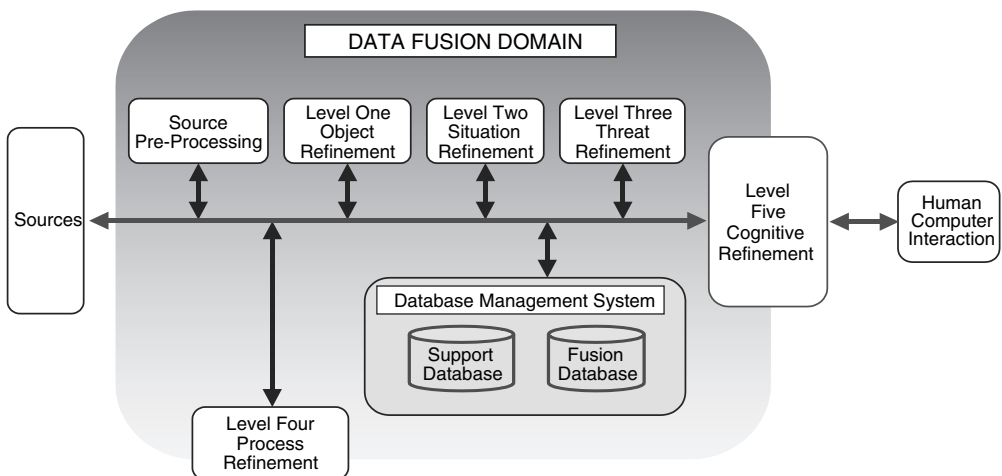 DATA FUSION DOMAIN
Source
Pre-Processing
Level One
Object
Refinement
Level Two
Situation
Refinement
Level Three
Threat
Refinement
Sources
Level
Five
Cognitive
Refinement
Human
Computer
Interaction
Database Management System
Support
Database
Fusion
Database
Level Four
Process
Refinement